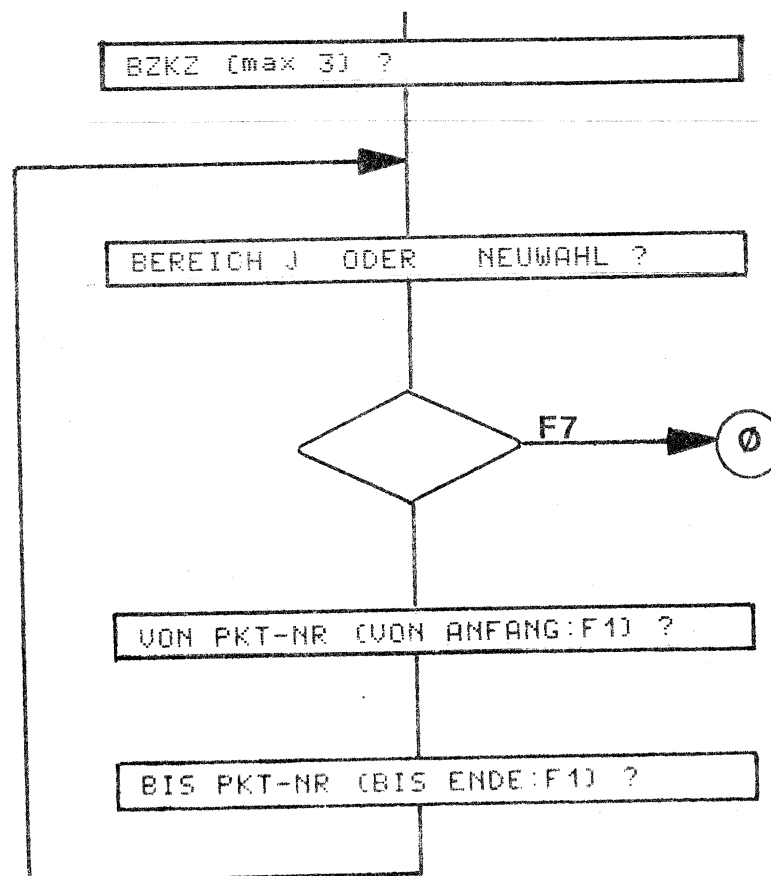 BZKZ (max 3) ?
BEREICH J ODER NEUWAHL ?
F7
Ø
VON PKT-NR (VON ANFANG:F1) ?
BIS PKT-NR (BIS ENDE:F1) ?